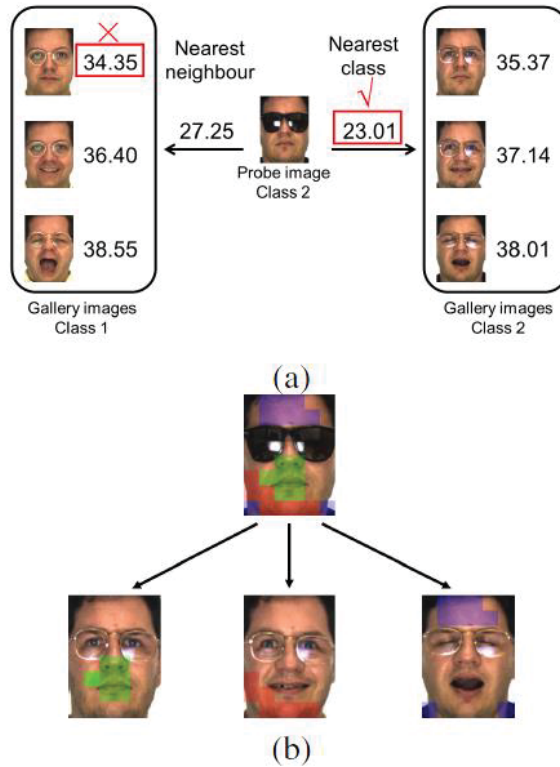 34.35
36.40
38.55
Gallery images
Class 1
Nearest
neighbour
27.25
Probe image
Class 2
Nearest
class
√
23.01
35.37
37.14
38.01
Gallery images
Class 2
(a)
(b)